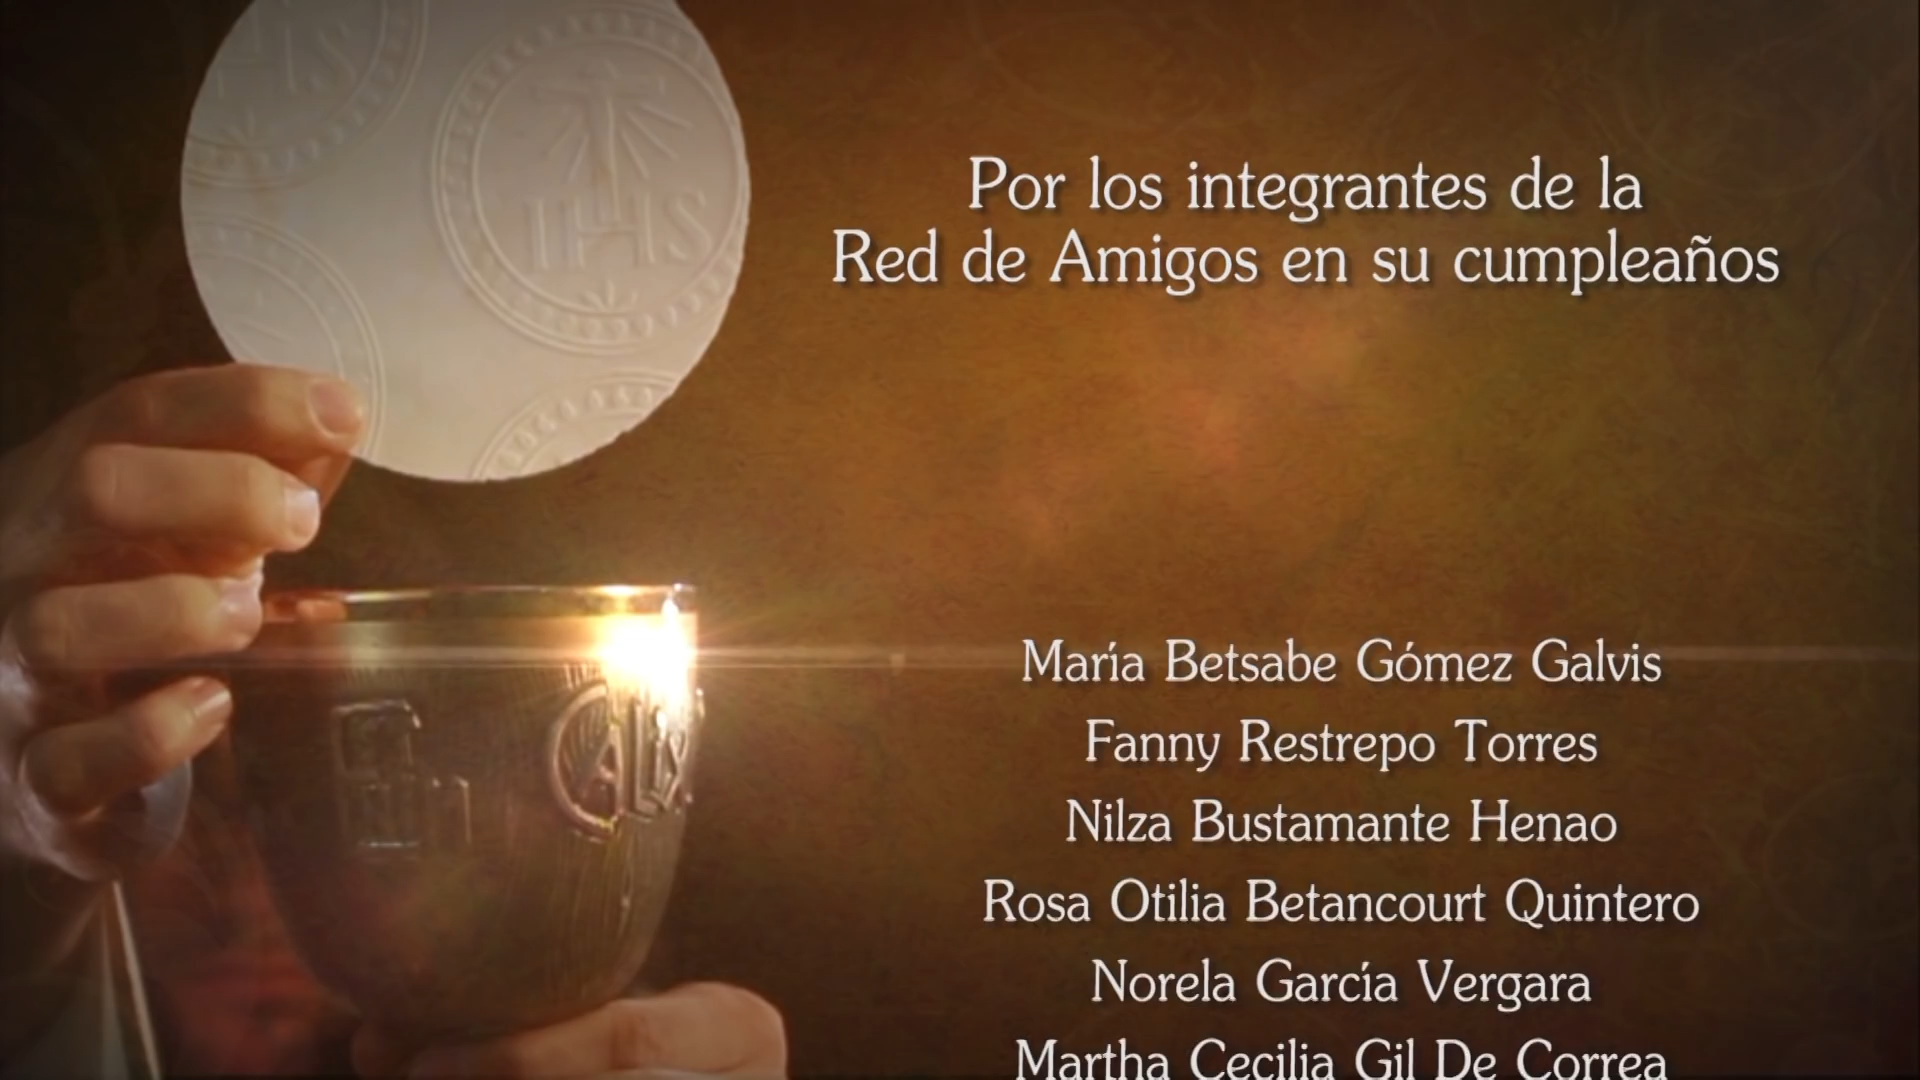 IHS
Por los integrantes de la
Red de Amigos en su cumpleaños
María Betsabe Gómez Galvis
Fanny Restrepo Torres
Nilza Bustamante Henao
Rosa Otilia Betancourt Quintero
Norela García Vergara
Martha Cecilia Gil De Correa